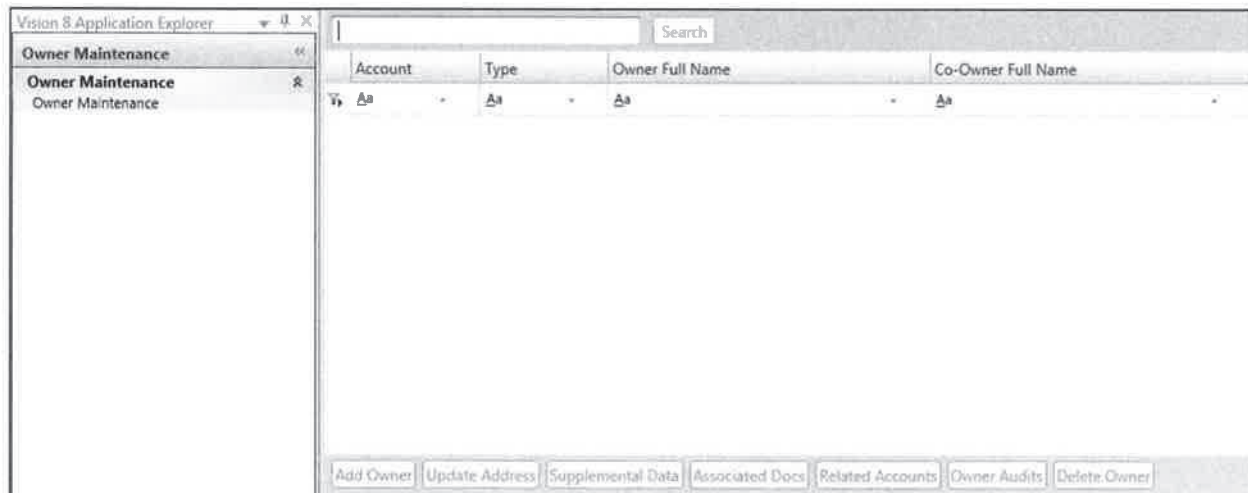 Vision 8 Application Explorer
Owner Maintenance
Owner Maintenance
Owner Maintenance
Search
Account Type Owner Full Name Co-Owner Full Name
Aa Aa Aa Aa
Add Owner Update Address Supplemental Data Associated Docs Related Accounts Owner Audits Delete Owner